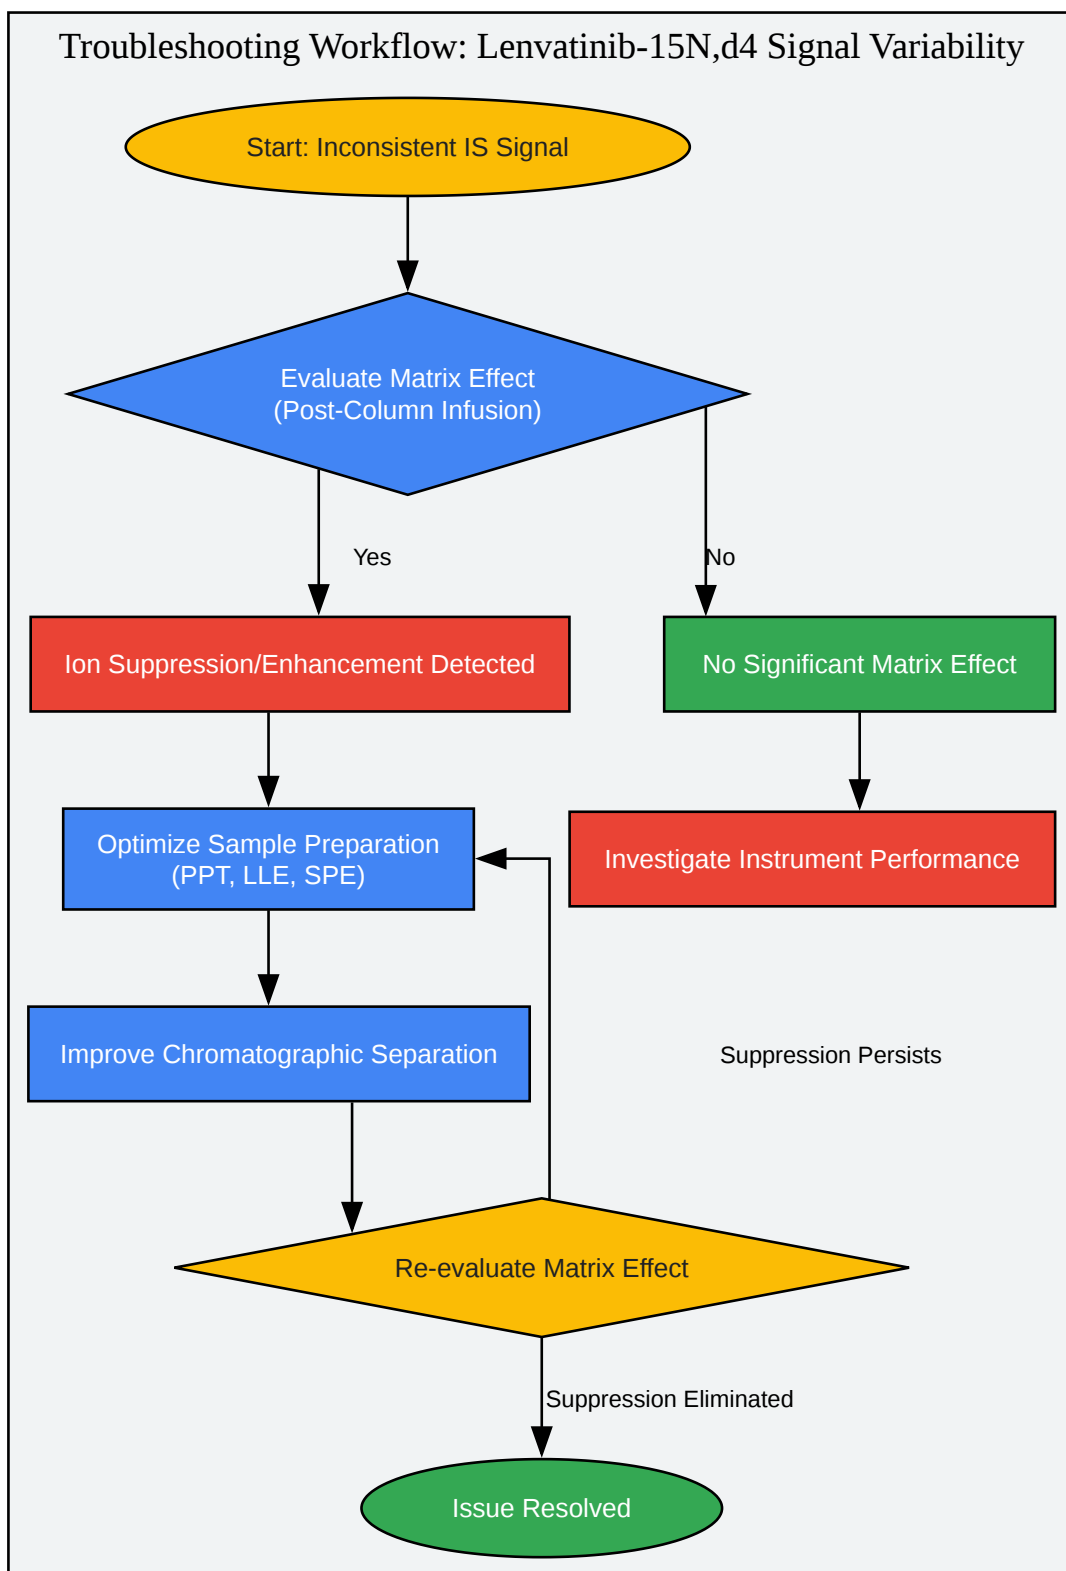 Troubleshooting Workflow: Lenvatinib-15N,d4 Signal Variability
Start: Inconsistent IS Signal
Evaluate Matrix Effect
(Post-Column Infusion)
Yes
No
Ion Suppression/Enhancement Detected
No Significant Matrix Effect
Optimize Sample Preparation
(PPT, LLE, SPE)
Investigate Instrument Performance
Improve Chromatographic Separation
Suppression Persists
Re-evaluate Matrix Effect
Suppression Eliminated
Issue Resolved